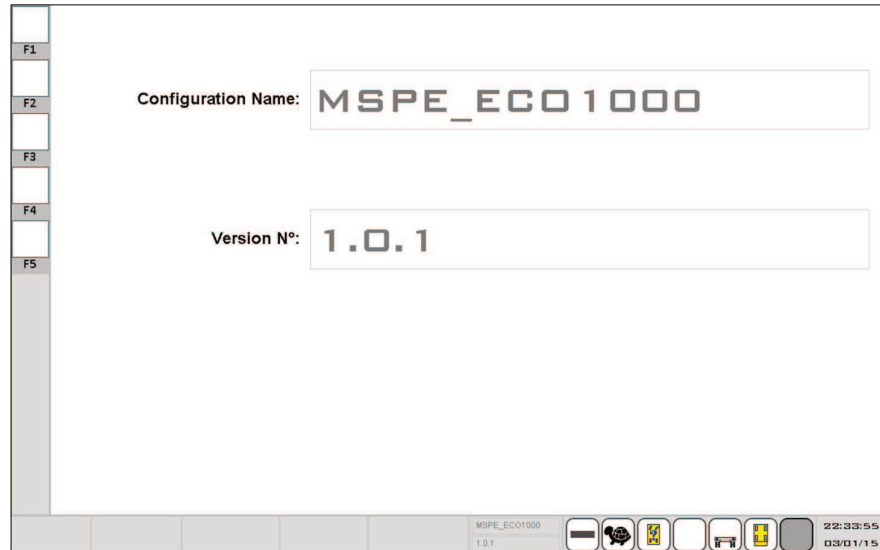 F1
Configuration Name: MSPE_ECO1000
F2
F3
F4
Version Nº: 1.0.1
F5
MSPE_ECO1000
1.0.1
?
22:33:55
03/01/15